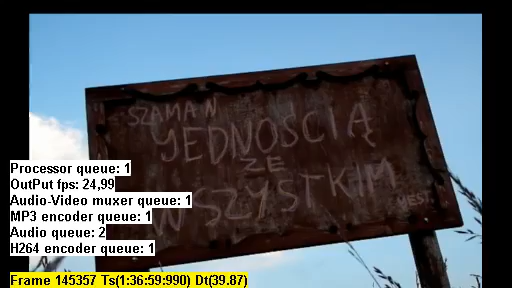 SZAMAN
JEDNOŚCIĄ
ZE
WSZYSTKIM
JEST.
Processor queue: 1
OutPut fps: 24,99
Audio-Video muxer queue: 1
MP3 encoder queue: 1
Audio queue: 2
H264 encoder queue: 1
Frame 145357 Ts(1:36:59:990) Dt(39.87)